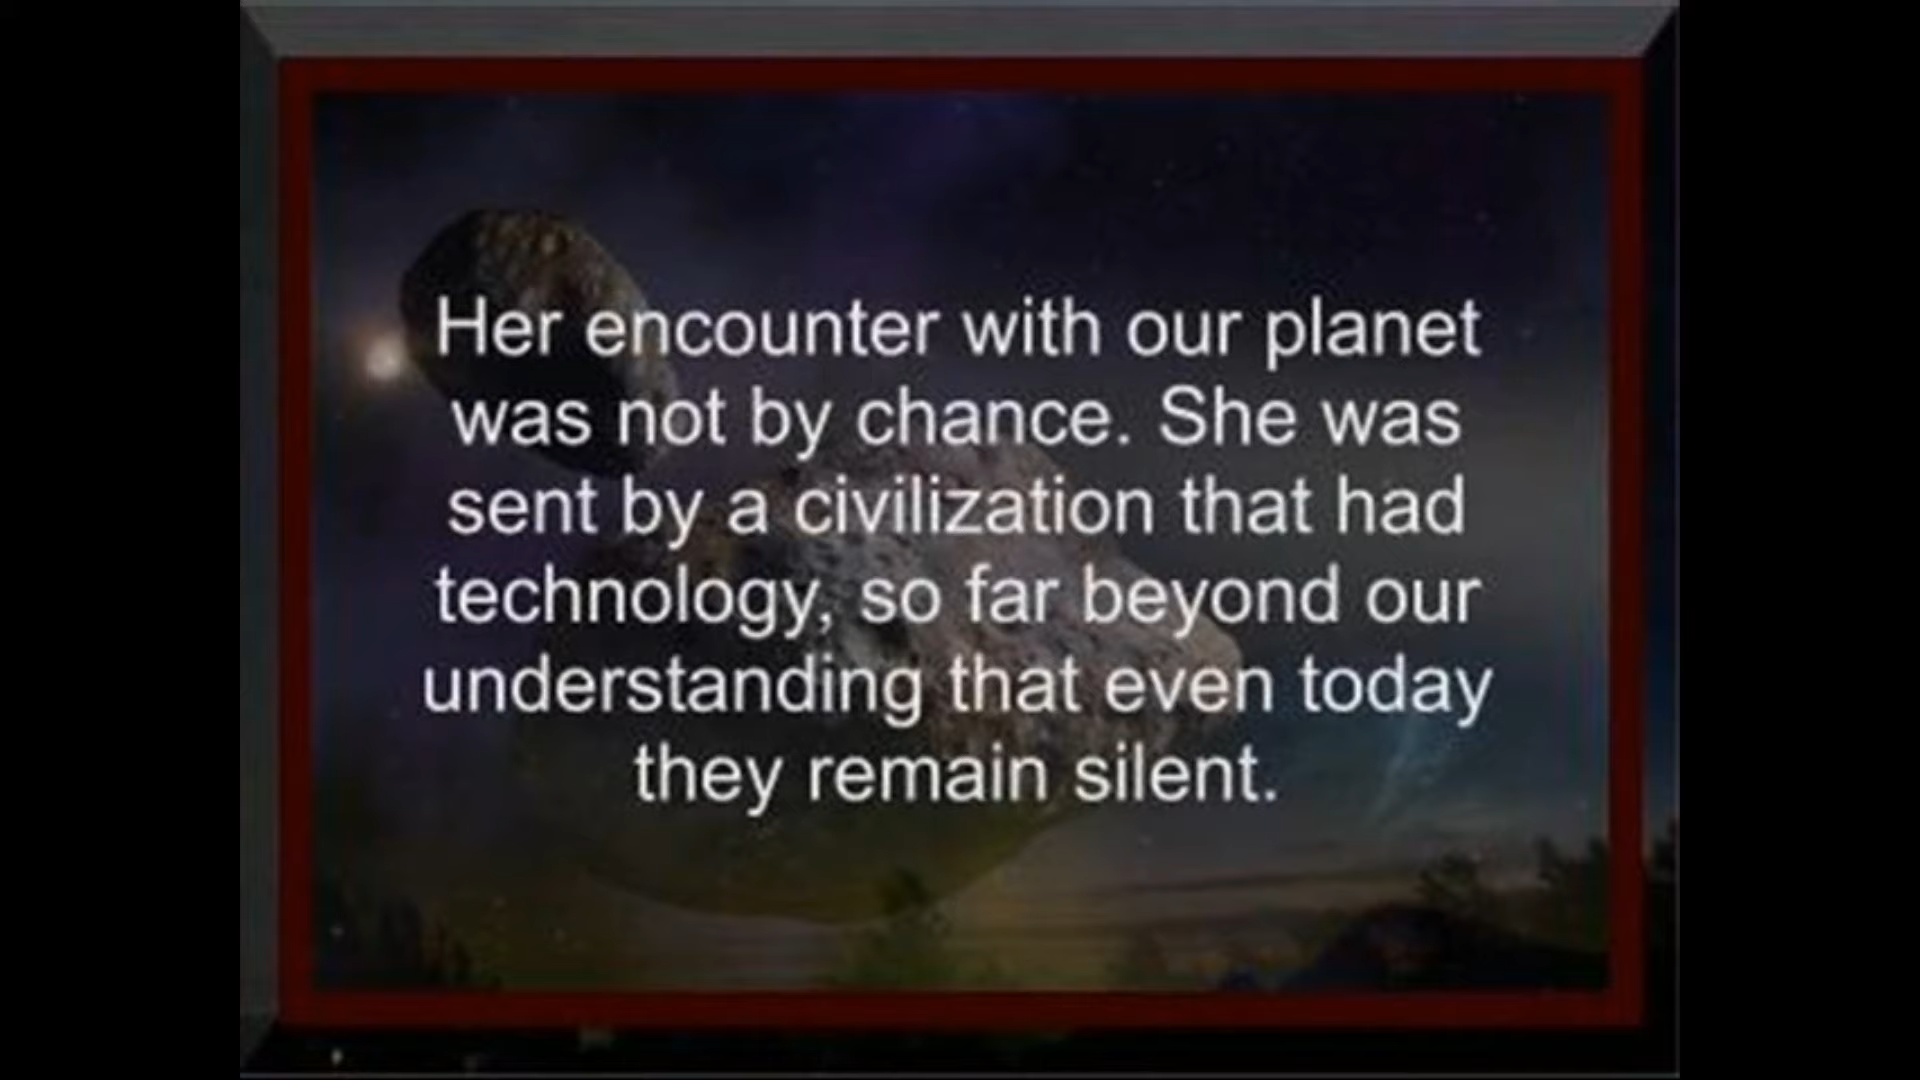 Her encounter with our planet
was not by chance. She was
sent by a civilization that had
technology, so far beyond our
understanding that even today
they remain silent.